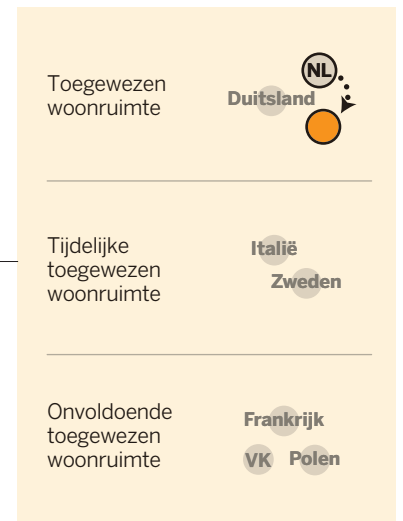 NL
Toegewezen
woonruimte
Duitsland
Tijdelijke
toegewezen
woonruimte
Italië
Zweden
Onvoldoende
toegewezen
woonruimte
Frankrijk
VK Polen